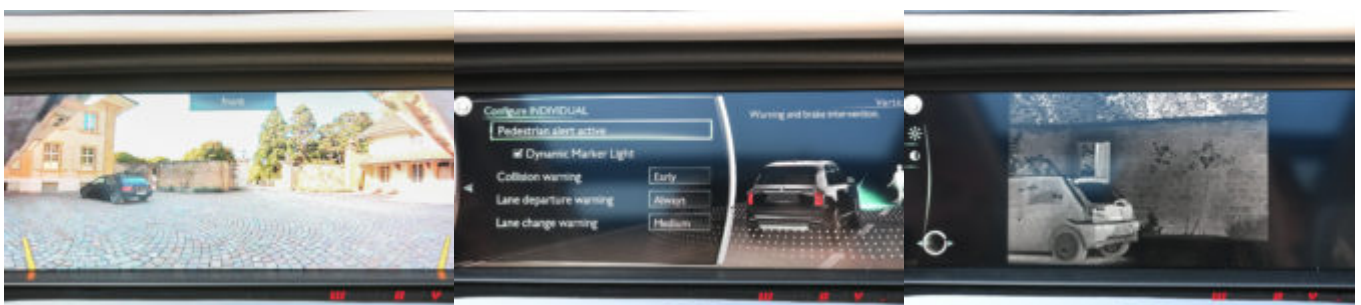 Front
Configure INDIVIDUAL
Pedestrian alert active
Dynamic Marker Light
Collision warning
Early
Lane departure warning
Always
Lane change warning
Medium
Warning and brake intervention.